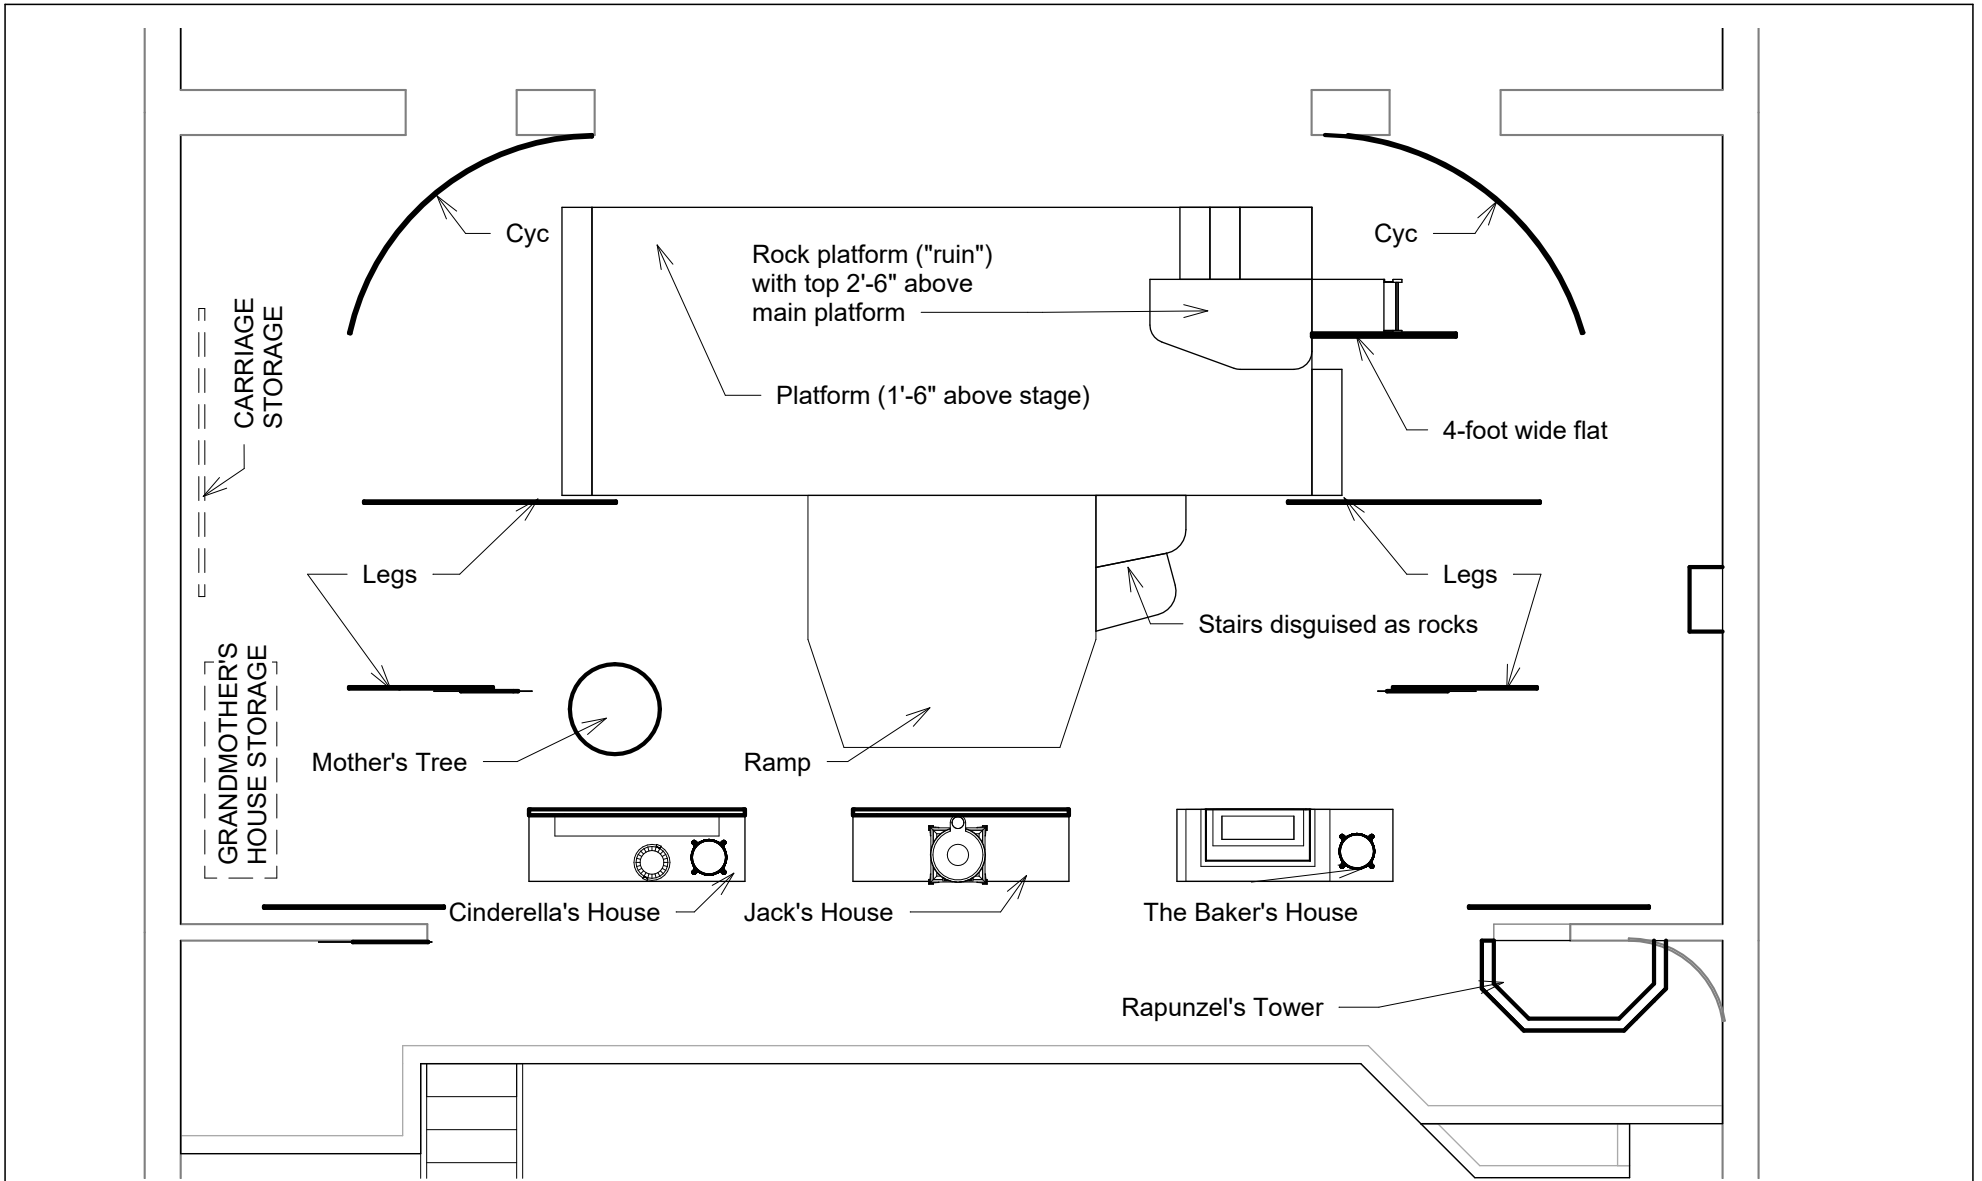 Cyc
Rock platform ("ruin")
with top 2'-6" above
main platform
Cyc
CARRIAGE
STORAGE
Platform (1'-6" above stage)
4-foot wide flat
Legs
Legs
Stairs disguised as rocks
GRANDMOTHER'S
HOUSE STORAGE
Mother's Tree
Ramp
Cinderella's House
Jack's House
The Baker's House
Rapunzel's Tower